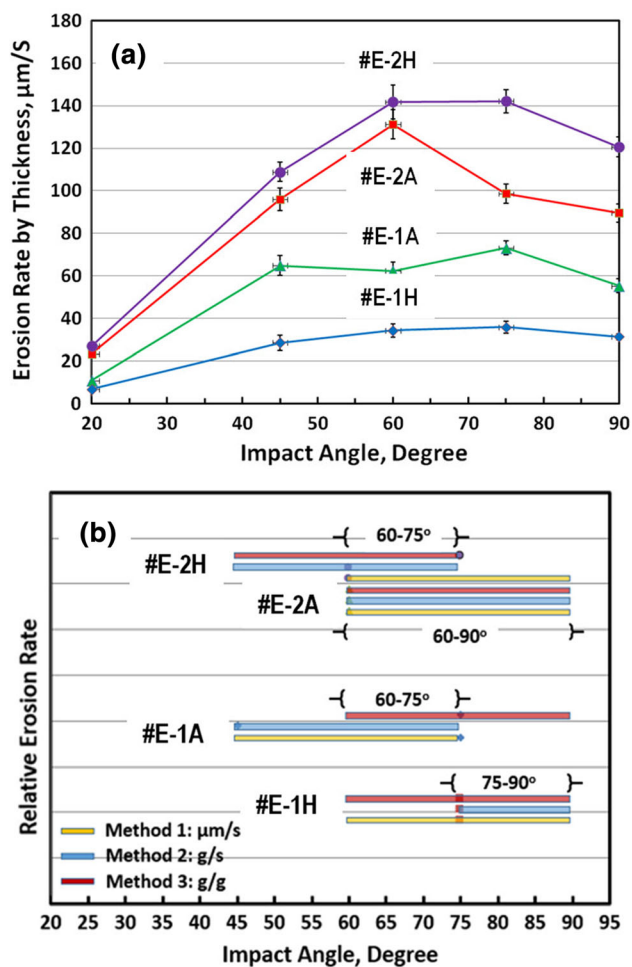 (a)
180
160
140
120
100
80
60
40
20
0
Erosion Rate by Thickness, µm/S
#E-2H
#E-2A
#E-1A
#E-1H
20 30 40 50 60 70 80 90
Impact Angle, Degree
(b)
Relative Erosion Rate
60-75°
#E-2H
#E-2A
60-90°
60-75°
#E-1A
75-90°
#E-1H
Method 1: µm/s
Method 2: g/s
Method 3: g/g
20 25 30 35 40 45 50 55 60 65 70 75 80 85 90 95
Impact Angle, Degree